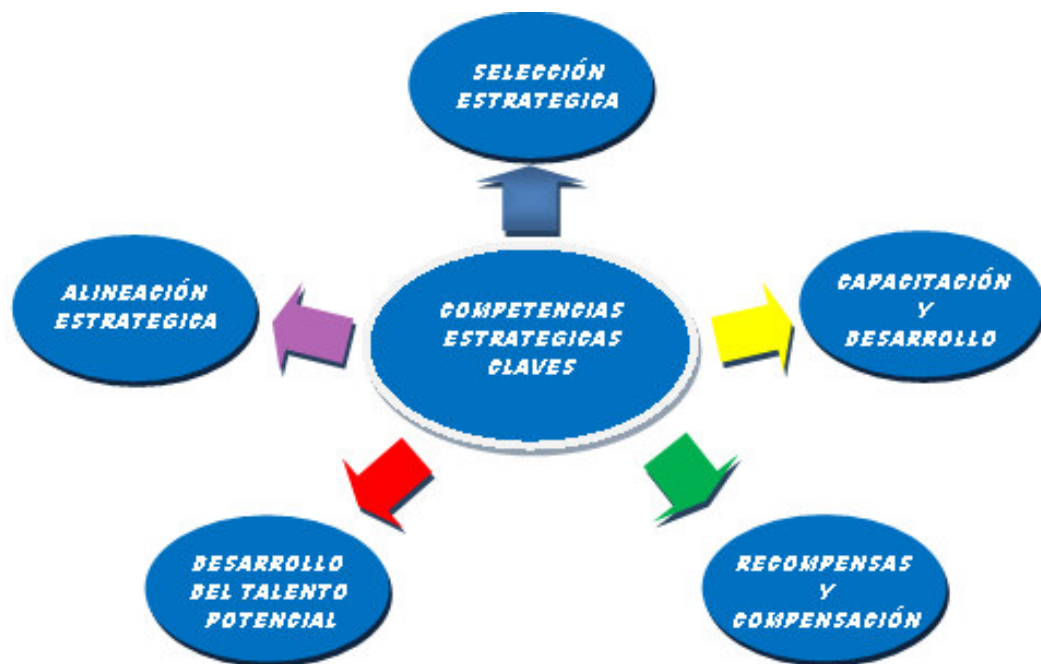 SELECCIÓN
ESTRATEGICA
ALINEACIÓN
ESTRATEGICA
COMPETENCIAS
ESTRATEGICAS
CLAVES
CAPACITACIÓN
Y
DESARROLLO
DESARROLLO
DEL TALENTO
POTENCIAL
RECOMPENSAS
Y
COMPENSACIÓN